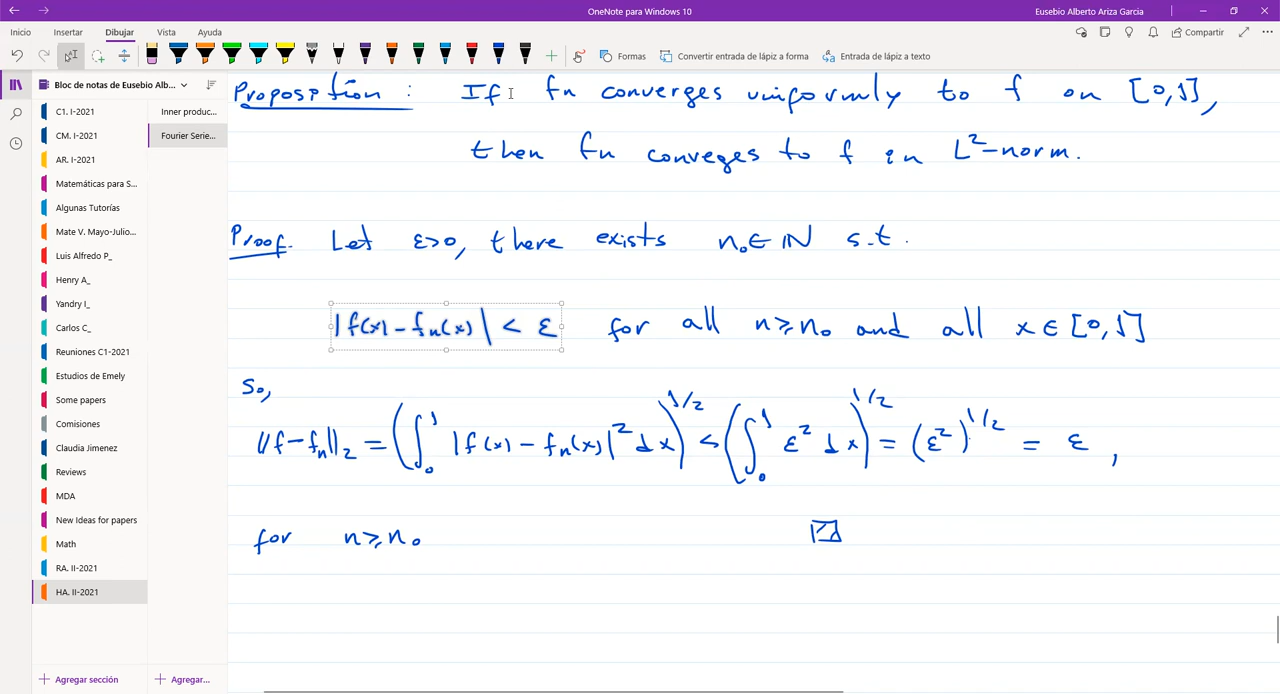 OneNote para Windows 10
Eusebio Alberto Ariza Garcia
Inicio Insertar Dibujar Vista Ayuda
Compartir
Formas Convertir entrada de lápiz a forma Entrada de lápiz a texto
Bloc de notas de Eusebio Alb...
C1. I-2021
CM. I-2021
AR. I-2021
Matemáticas para S...
Algunas Tutorías
Mate V. Mayo-Julio...
Luis Alfredo P_
Henry A_
Yandry I_
Carlos C_
Reuniones C1-2021
Estudios de Emely
Some papers
Comisiones
Claudia Jimenez
Reviews
MDA
New Ideas for papers
Math
RA. II-2021
HA. II-2021
Agregar sección
Inner produc...
Fourier Serie...
Agregar...
Proposition: If fn converges uniformly to f on [0,1],
then fn conveges to f in L²-norm.
Proof. Let ε>0, there exists n₀∈ℕ s.t.
|f(x)-fₙ(x)| < ε for all n≥n₀ and all x∈[0,1]
So,
‖f-fₙ‖₂ = (∫₀¹ |f(x)-fₙ(x)|² dx)^1/2 < (∫₀¹ ε² dx)^1/2 = (ε²)^1/2 = ε,
for n≥n₀